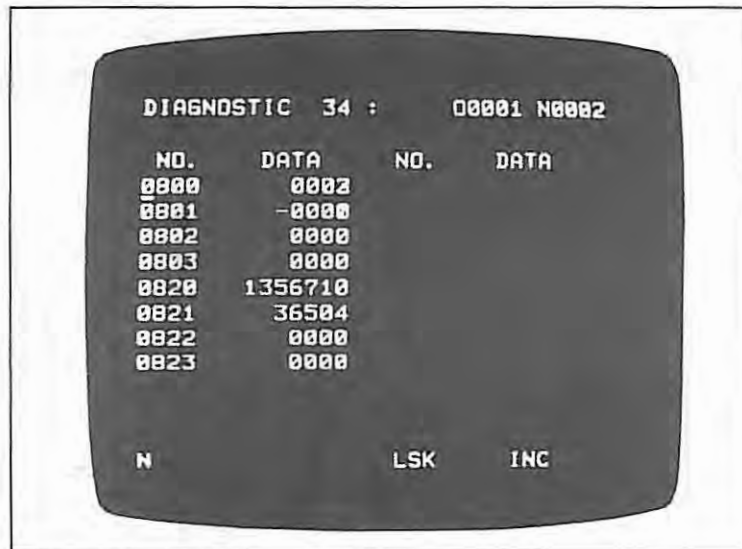 DIAGNOSTIC 34 : O0001 N0002
NO. DATA NO. DATA
0800 0002
0801 -0000
0802 0000
0803 0000
0820 1356710
0821 36504
0822 0000
0823 0000
N LSK INC